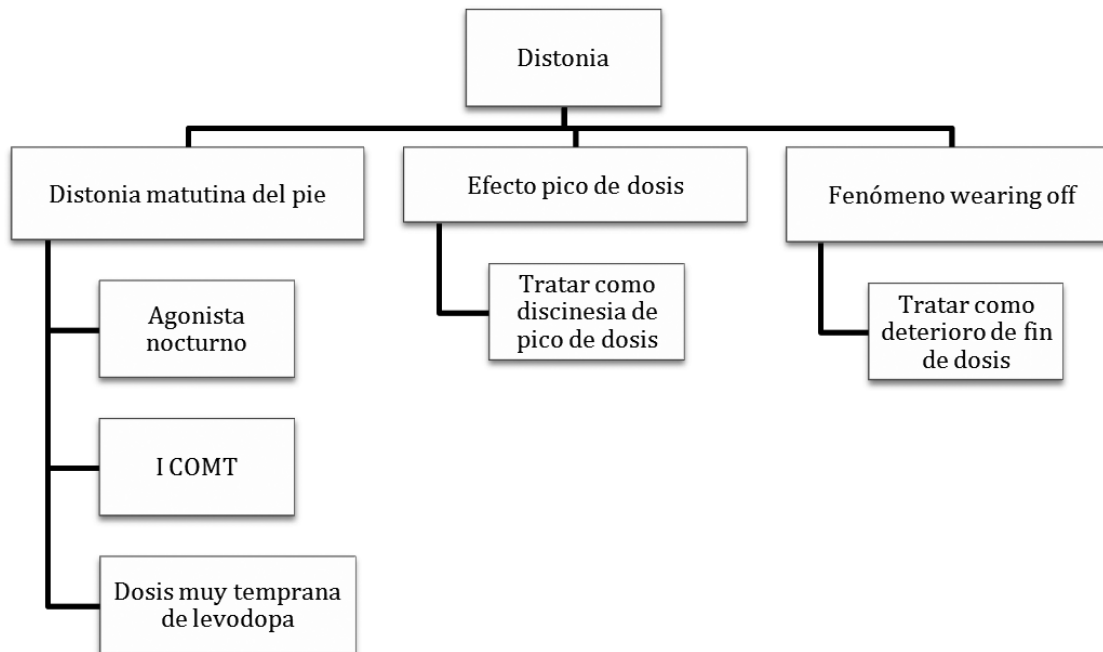 Distonia
Distonia matutina del pie
Efecto pico de dosis
Fenómeno wearing off
Agonista
nocturno
I COMT
Dosis muy temprana
de levodopa
Tratar como
discinesia de
pico de dosis
Tratar como
deterioro de fin
de dosis